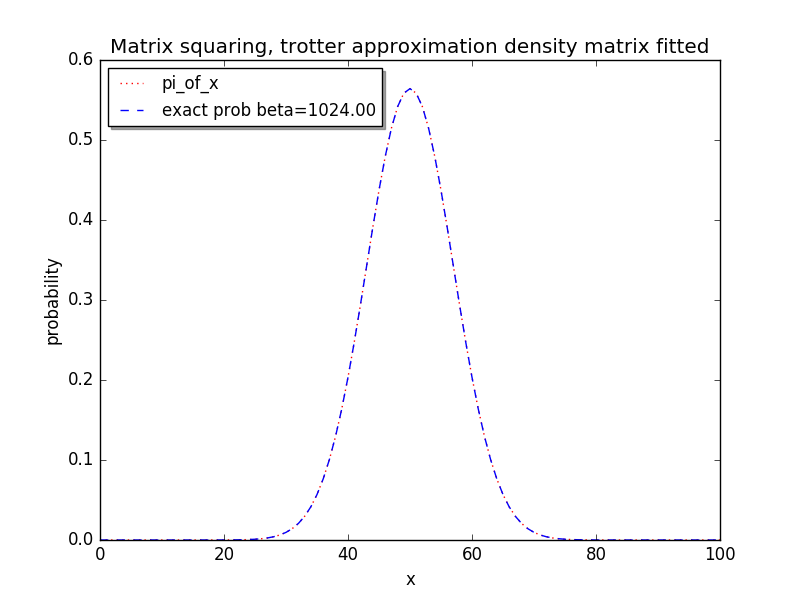 Matrix squaring, trotter approximation density matrix fitted
pi_of_x
exact prob beta=1024.00
0.6
0.5
0.4
0.3
0.2
0.1
0.0
probability
0 20 40 60 80 100
x